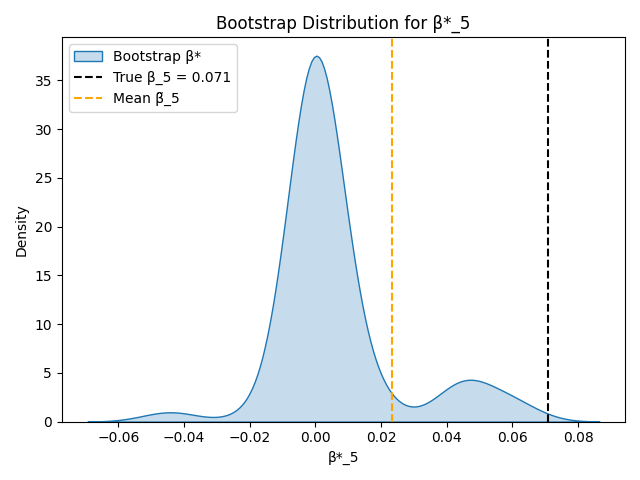 Bootstrap Distribution for β*_5
Bootstrap β*
True β_5 = 0.071
Mean β̂_5
Density
35
30
25
20
15
10
5
0
−0.06 −0.04 −0.02 0.00 0.02 0.04 0.06 0.08
β*_5